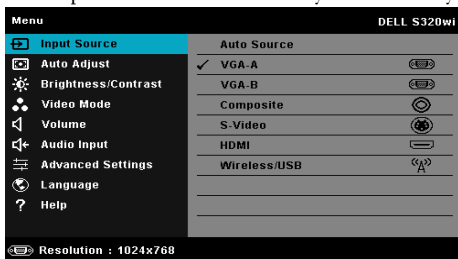 Menu DELL S320wi
Input Source Auto Source
Auto Adjust ✓ VGA-A
Brightness/Contrast VGA-B
Video Mode Composite
Volume S-Video
Audio Input HDMI
Advanced Settings Wireless/USB
Language
? Help
Resolution : 1024x768